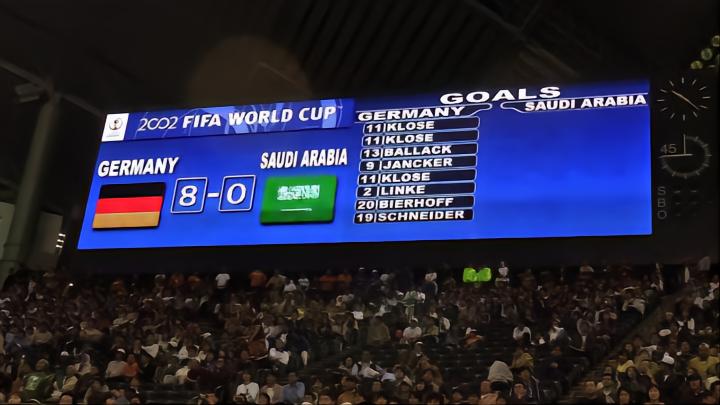 2002 FIFA WORLD CUP
GERMANY 8-0 SAUDI ARABIA
GOALS
GERMANY
SAUDI ARABIA
11 KLOSE
11 KLOSE
13 BALLACK
9 JANCKER
11 KLOSE
2 LINKE
20 BIERHOFF
19 SCHNEIDER
45
S
B
O